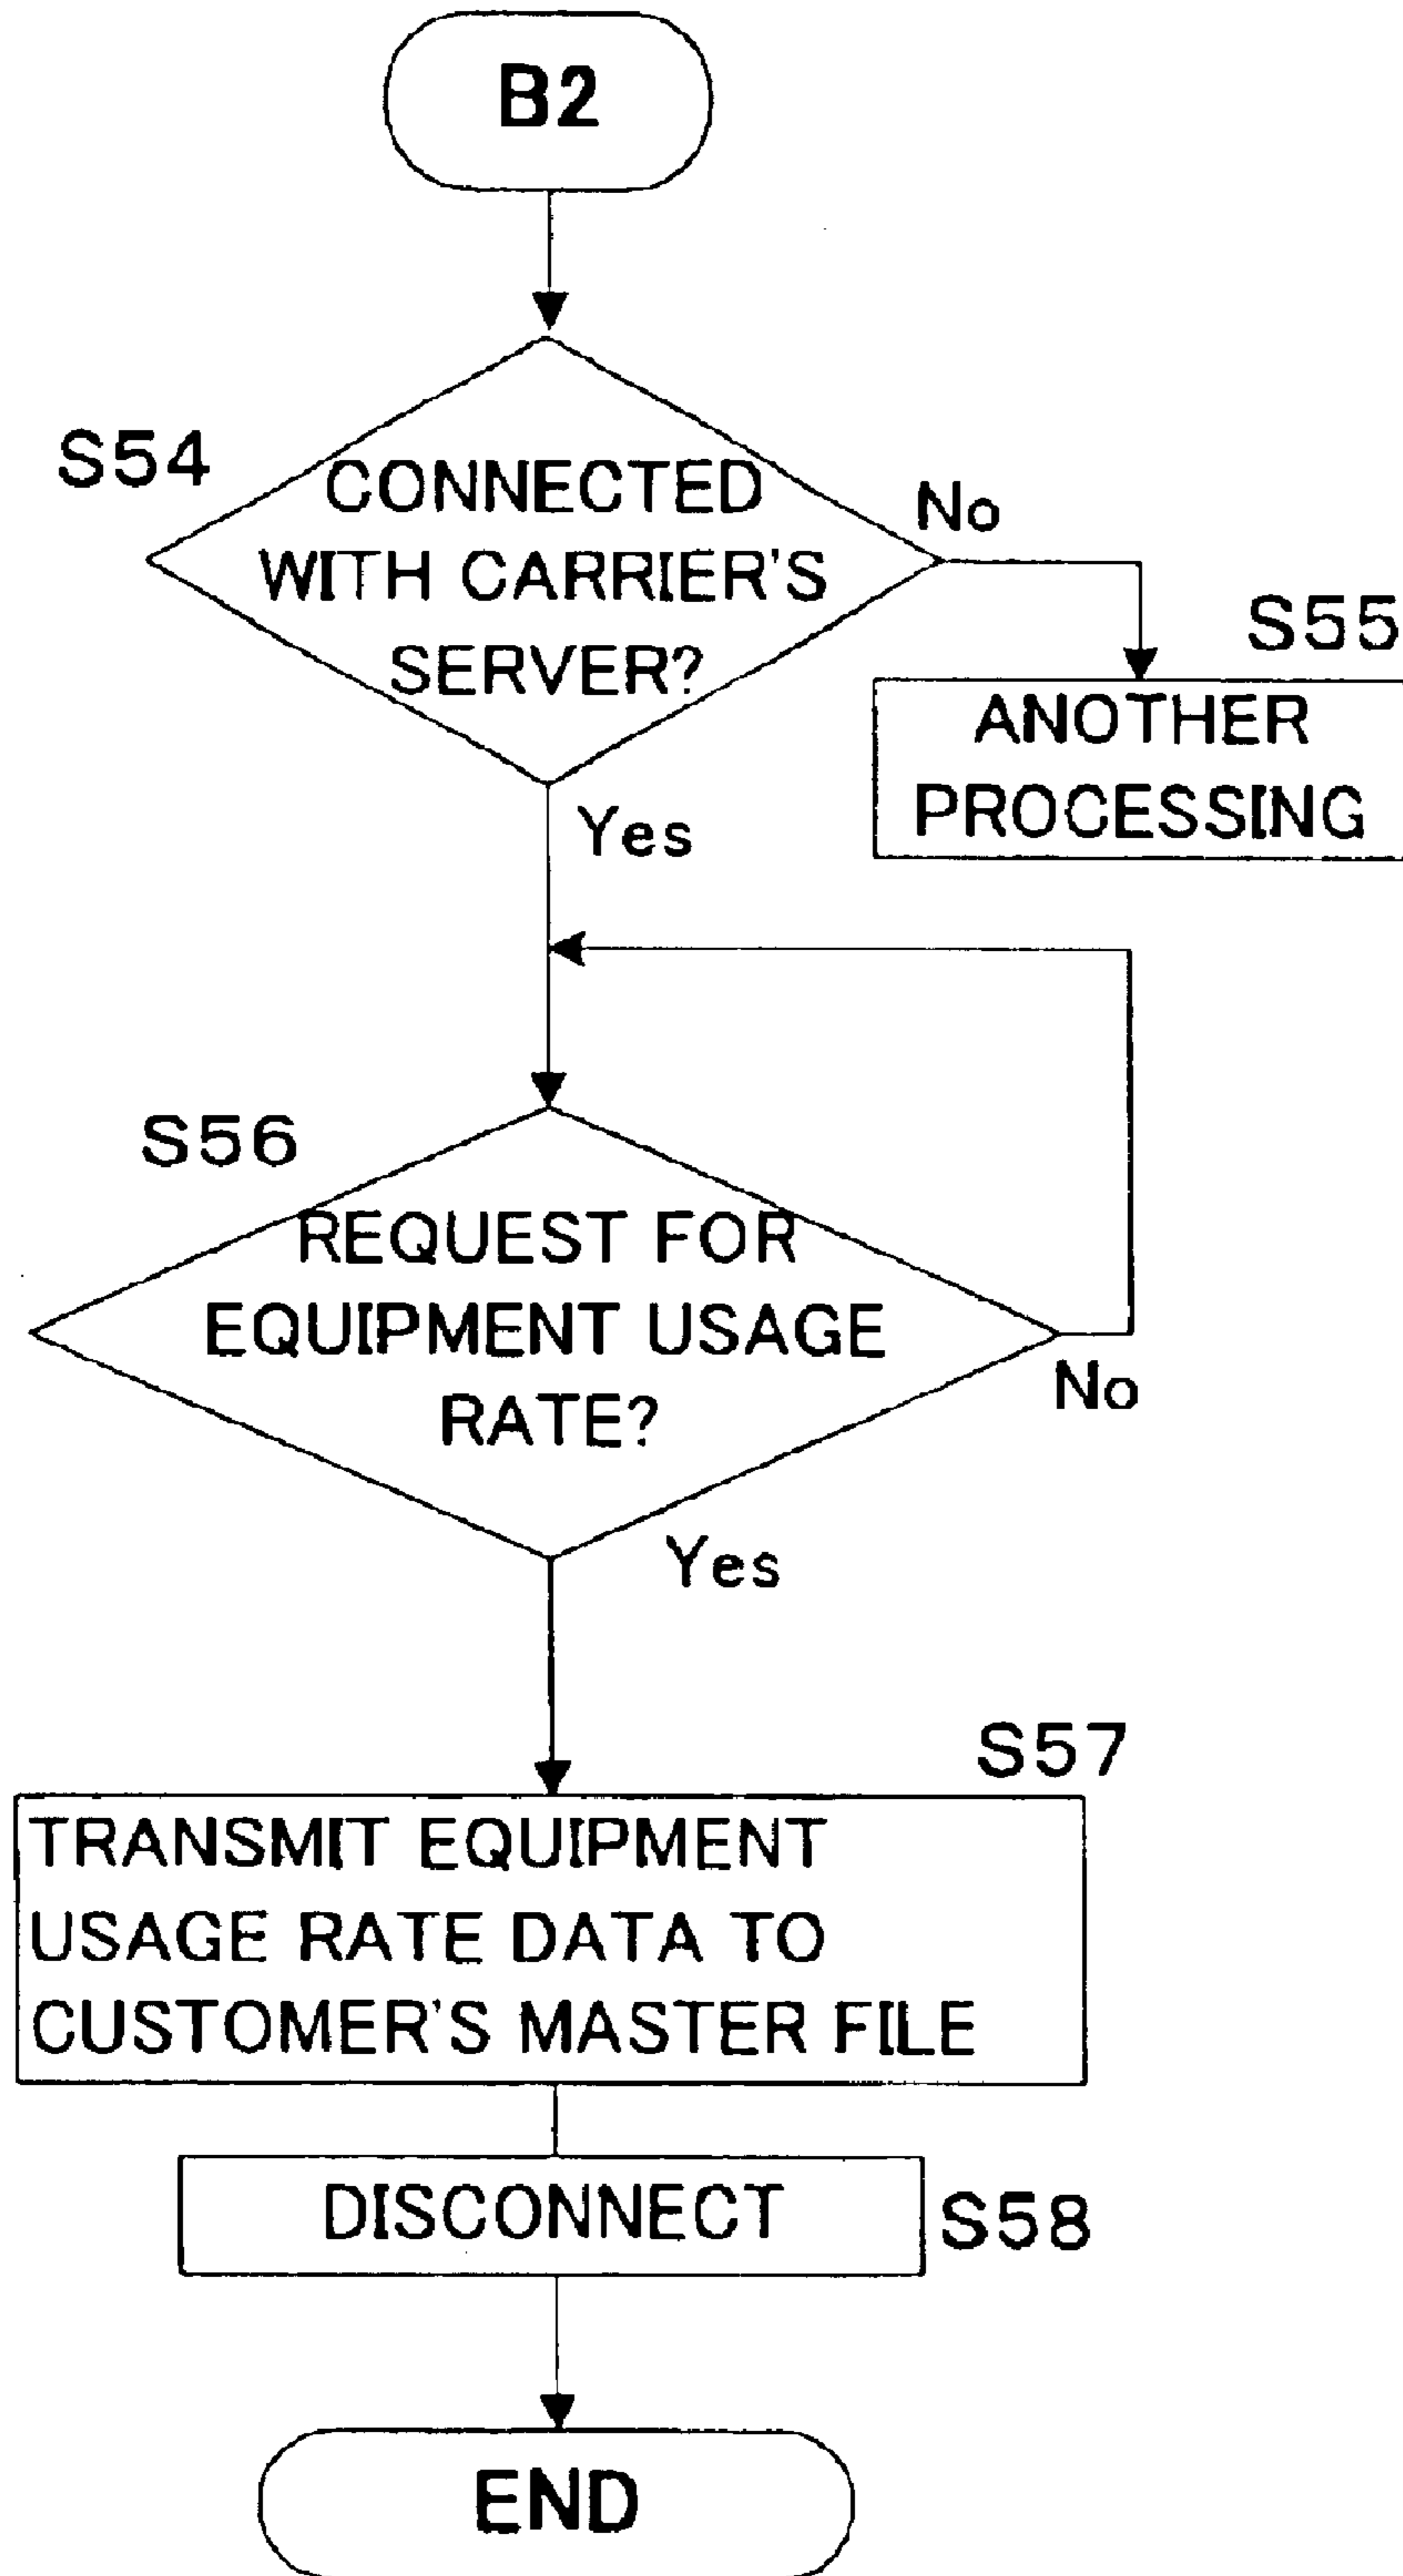 B2
S54
CONNECTED
WITH CARRIER'S
SERVER?
No
S55
ANOTHER
PROCESSING
Yes
S56
REQUEST FOR
EQUIPMENT USAGE
RATE?
No
Yes
S57
TRANSMIT EQUIPMENT
USAGE RATE DATA TO
CUSTOMER'S MASTER FILE
DISCONNECT
S58
END